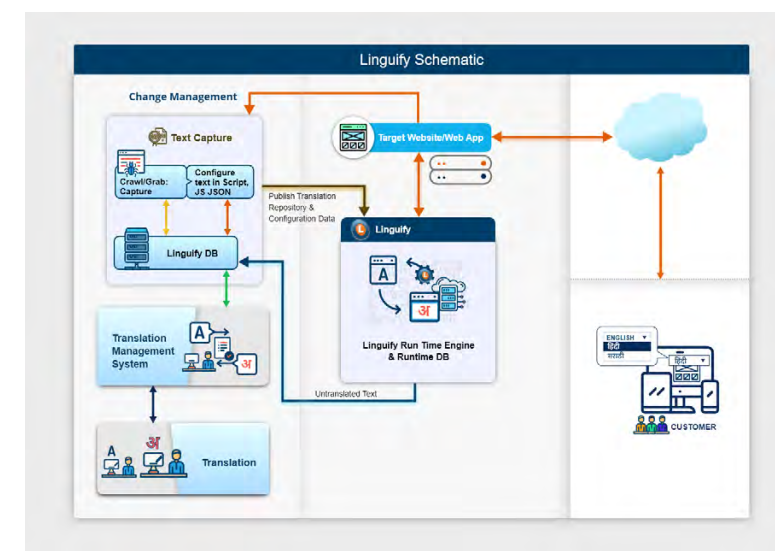 Linguify Schematic
Change Management
Text Capture
Crawl/Grab:
Capture
Configure
text in Script,
JS JSON
Linguify DB
Translation
Management
System
A
अ
A
अ
Translation
Target Website/Web App
Publish Translation
Repository &
Configuration Data
Linguify
A
अ
Linguify Run Time Engine
& Runtime DB
Untranslated Text
ENGLISH
हिंदी
मराठी
हिंदी
CUSTOMER